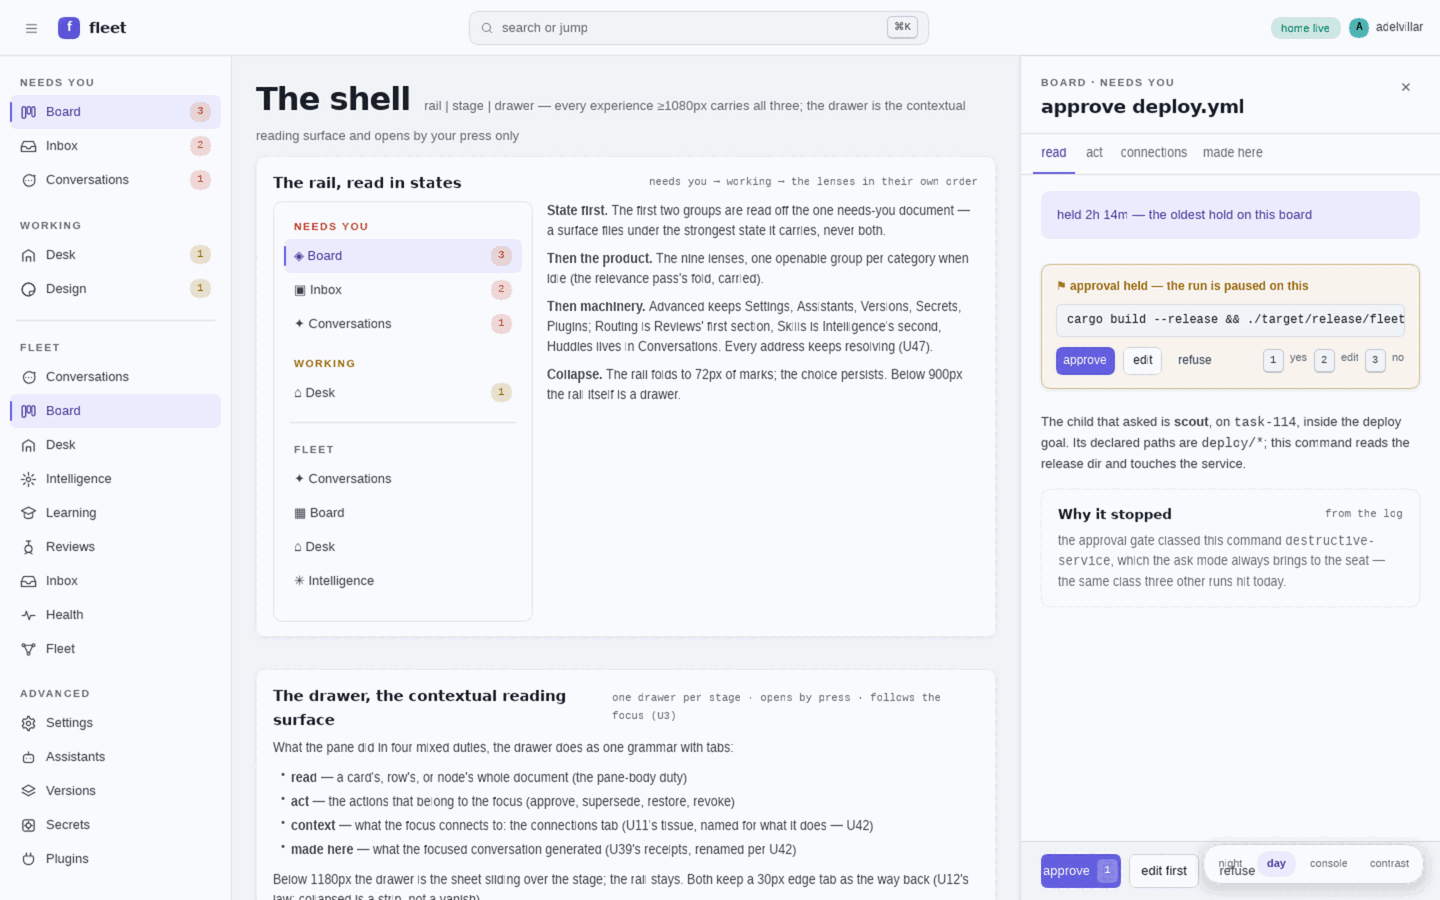 f fleet
search or jump ⌘K
home live A adelvillar
NEEDS YOU
Board 3
Inbox 2
Conversations 1
WORKING
Desk 1
Design 1
FLEET
Conversations
Board
Desk
Intelligence
Learning
Reviews
Inbox
Health
Fleet
ADVANCED
Settings
Assistants
Versions
Secrets
Plugins
The shell rail | stage | drawer — every experience ≥1080px carries all three; the drawer is the contextual
reading surface and opens by your press only
The rail, read in states needs you → working → the lenses in their own order
NEEDS YOU
◈ Board 3
▣ Inbox 2
✦ Conversations 1
WORKING
⌂ Desk 1
FLEET
✦ Conversations
▦ Board
⌂ Desk
✳ Intelligence
State first. The first two groups are read off the one needs-you document —
a surface files under the strongest state it carries, never both.
Then the product. The nine lenses, one openable group per category when
idle (the relevance pass's fold, carried).
Then machinery. Advanced keeps Settings, Assistants, Versions, Secrets,
Plugins; Routing is Reviews' first section, Skills is Intelligence's second,
Huddles lives in Conversations. Every address keeps resolving (U47).
Collapse. The rail folds to 72px of marks; the choice persists. Below 900px
the rail itself is a drawer.
The drawer, the contextual reading
surface
one drawer per stage · opens by press · follows the
focus (U3)
What the pane did in four mixed duties, the drawer does as one grammar with tabs:
• read — a card's, row's, or node's whole document (the pane-body duty)
• act — the actions that belong to the focus (approve, supersede, restore, revoke)
• context — what the focus connects to: the connections tab (U11's tissue, named for what it does — U42)
• made here — what the focused conversation generated (U39's receipts, renamed per U42)
Below 1180px the drawer is the sheet sliding over the stage; the rail stays. Both keep a 30px edge tab as the way back (U12's
law: collapsed is a strip, not a vanish).
BOARD · NEEDS YOU
approve deploy.yml ×
read act connections made here
held 2h 14m — the oldest hold on this board
⚑ approval held — the run is paused on this
cargo build --release && ./target/release/fleet
approve edit refuse 1 yes 2 edit 3 no
The child that asked is scout, on task-114, inside the deploy
goal. Its declared paths are deploy/*; this command reads the
release dir and touches the service.
Why it stopped from the log
the approval gate classed this command destructive-
service, which the ask mode always brings to the seat —
the same class three other runs hit today.
approve 1 edit first refuse
night day console contrast